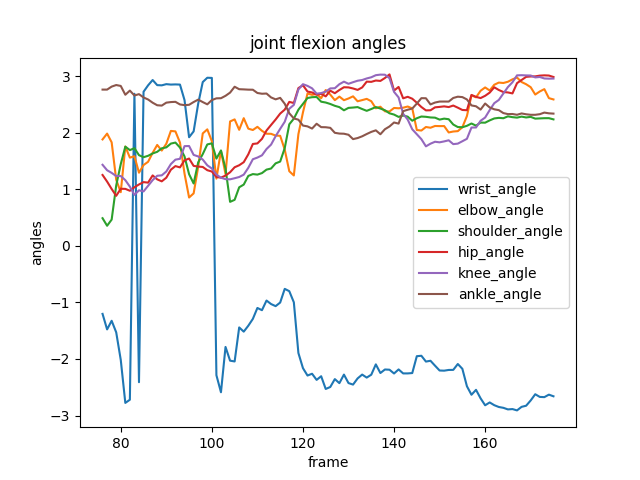 joint flexion angles
angles
3
2
1
0
−1
−2
−3
wrist_angle
elbow_angle
shoulder_angle
hip_angle
knee_angle
ankle_angle
80 100 120 140 160
frame